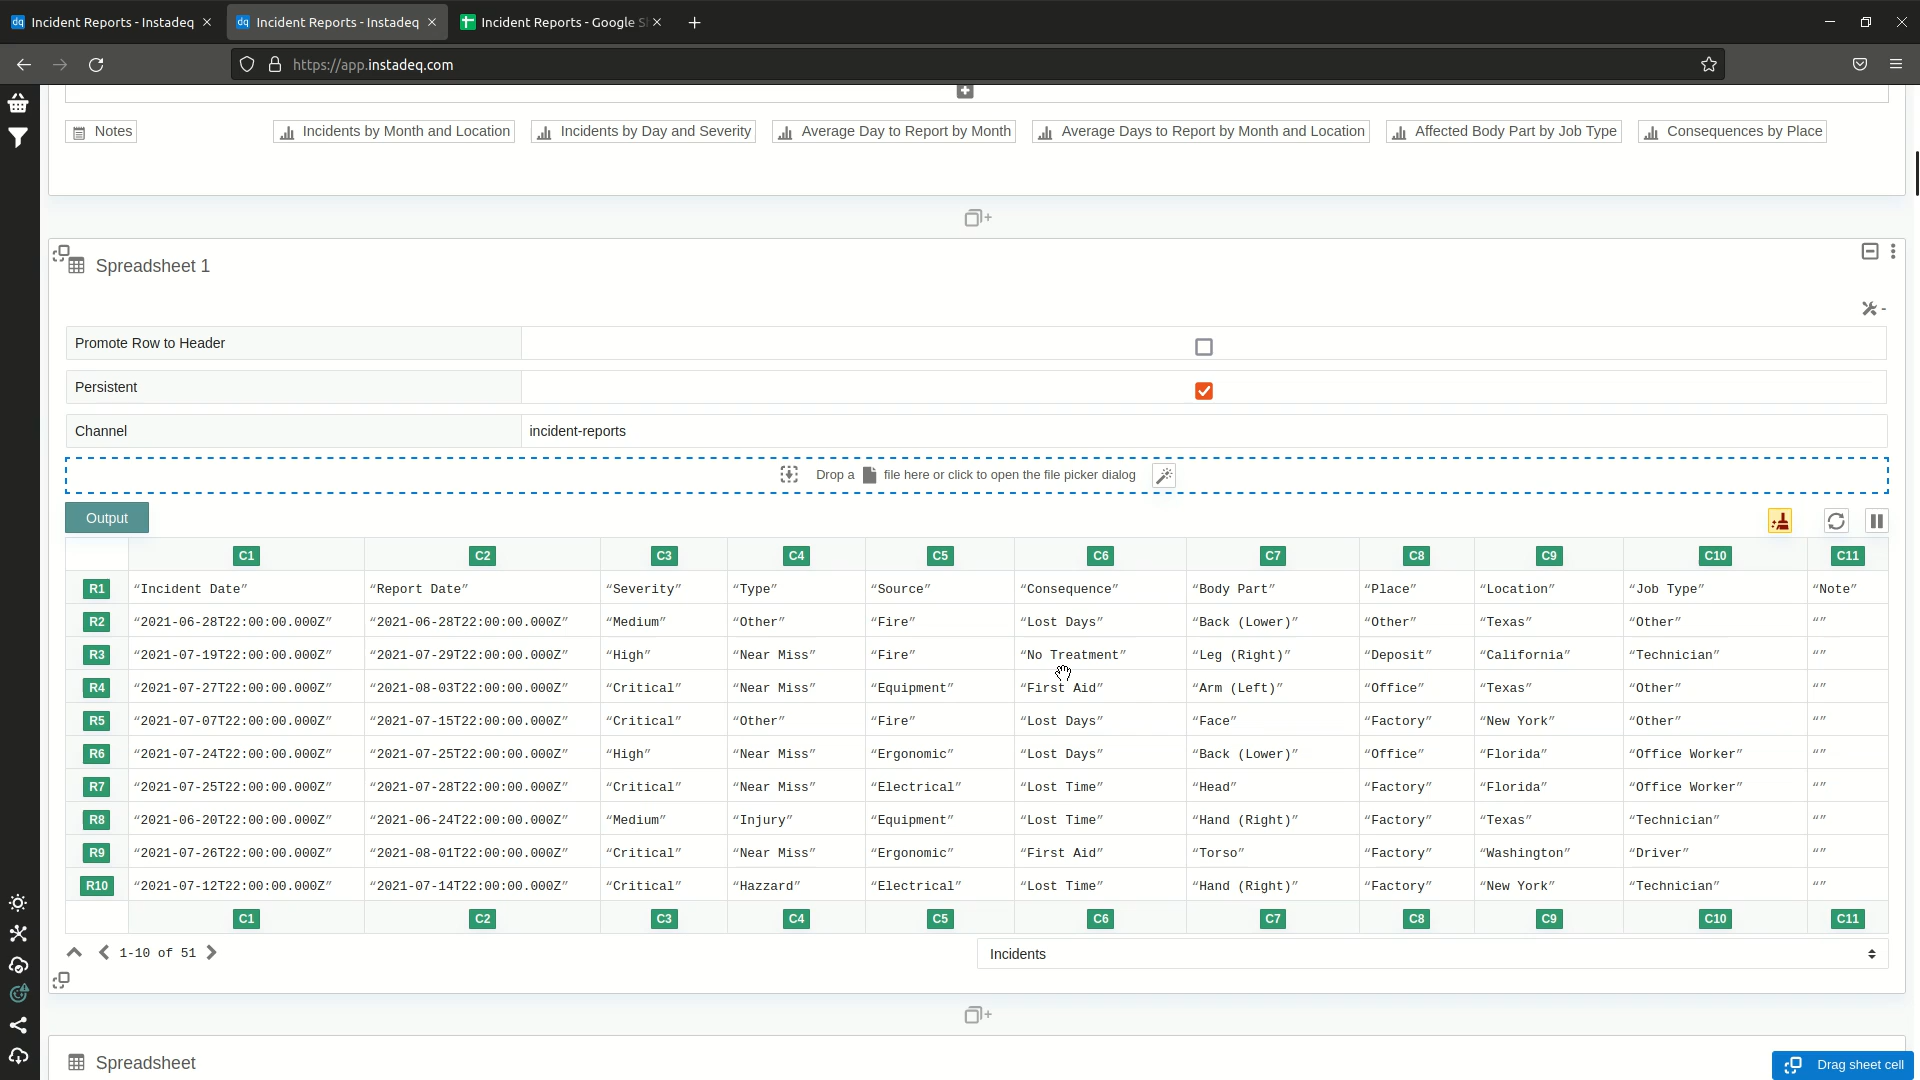 Incident Reports - Instadeq
Incident Reports - Instadeq
Incident Reports - Google S
https://app.instadeq.com
Notes
Incidents by Month and Location
Incidents by Day and Severity
Average Day to Report by Month
Average Days to Report by Month and Location
Affected Body Part by Job Type
Consequences by Place
Spreadsheet 1
Promote Row to Header
Persistent
Channel incident-reports
Drop a file here or click to open the file picker dialog
Output
C1 C2 C3 C4 C5 C6 C7 C8 C9 C10 C11
R1 “Incident Date” “Report Date” “Severity” “Type” “Source” “Consequence” “Body Part” “Place” “Location” “Job Type” “Note”
R2 “2021-06-28T22:00:00.000Z” “2021-06-28T22:00:00.000Z” “Medium” “Other” “Fire” “Lost Days” “Back (Lower)” “Other” “Texas” “Other” “”
R3 “2021-07-19T22:00:00.000Z” “2021-07-29T22:00:00.000Z” “High” “Near Miss” “Fire” “No Treatment” “Leg (Right)” “Deposit” “California” “Technician” “”
R4 “2021-07-27T22:00:00.000Z” “2021-08-03T22:00:00.000Z” “Critical” “Near Miss” “Equipment” “First Aid” “Arm (Left)” “Office” “Texas” “Other” “”
R5 “2021-07-07T22:00:00.000Z” “2021-07-15T22:00:00.000Z” “Critical” “Other” “Fire” “Lost Days” “Face” “Factory” “New York” “Other” “”
R6 “2021-07-24T22:00:00.000Z” “2021-07-25T22:00:00.000Z” “High” “Near Miss” “Ergonomic” “Lost Days” “Back (Lower)” “Office” “Florida” “Office Worker” “”
R7 “2021-07-25T22:00:00.000Z” “2021-07-28T22:00:00.000Z” “Critical” “Near Miss” “Electrical” “Lost Time” “Head” “Factory” “Florida” “Office Worker” “”
R8 “2021-06-20T22:00:00.000Z” “2021-06-24T22:00:00.000Z” “Medium” “Injury” “Equipment” “Lost Time” “Hand (Right)” “Factory” “Texas” “Technician” “”
R9 “2021-07-26T22:00:00.000Z” “2021-08-01T22:00:00.000Z” “Critical” “Near Miss” “Ergonomic” “First Aid” “Torso” “Factory” “Washington” “Driver” “”
R10 “2021-07-12T22:00:00.000Z” “2021-07-14T22:00:00.000Z” “Critical” “Hazzard” “Electrical” “Lost Time” “Hand (Right)” “Factory” “New York” “Technician” “”
C1 C2 C3 C4 C5 C6 C7 C8 C9 C10 C11
1-10 of 51
Incidents
Spreadsheet
Drag sheet cell